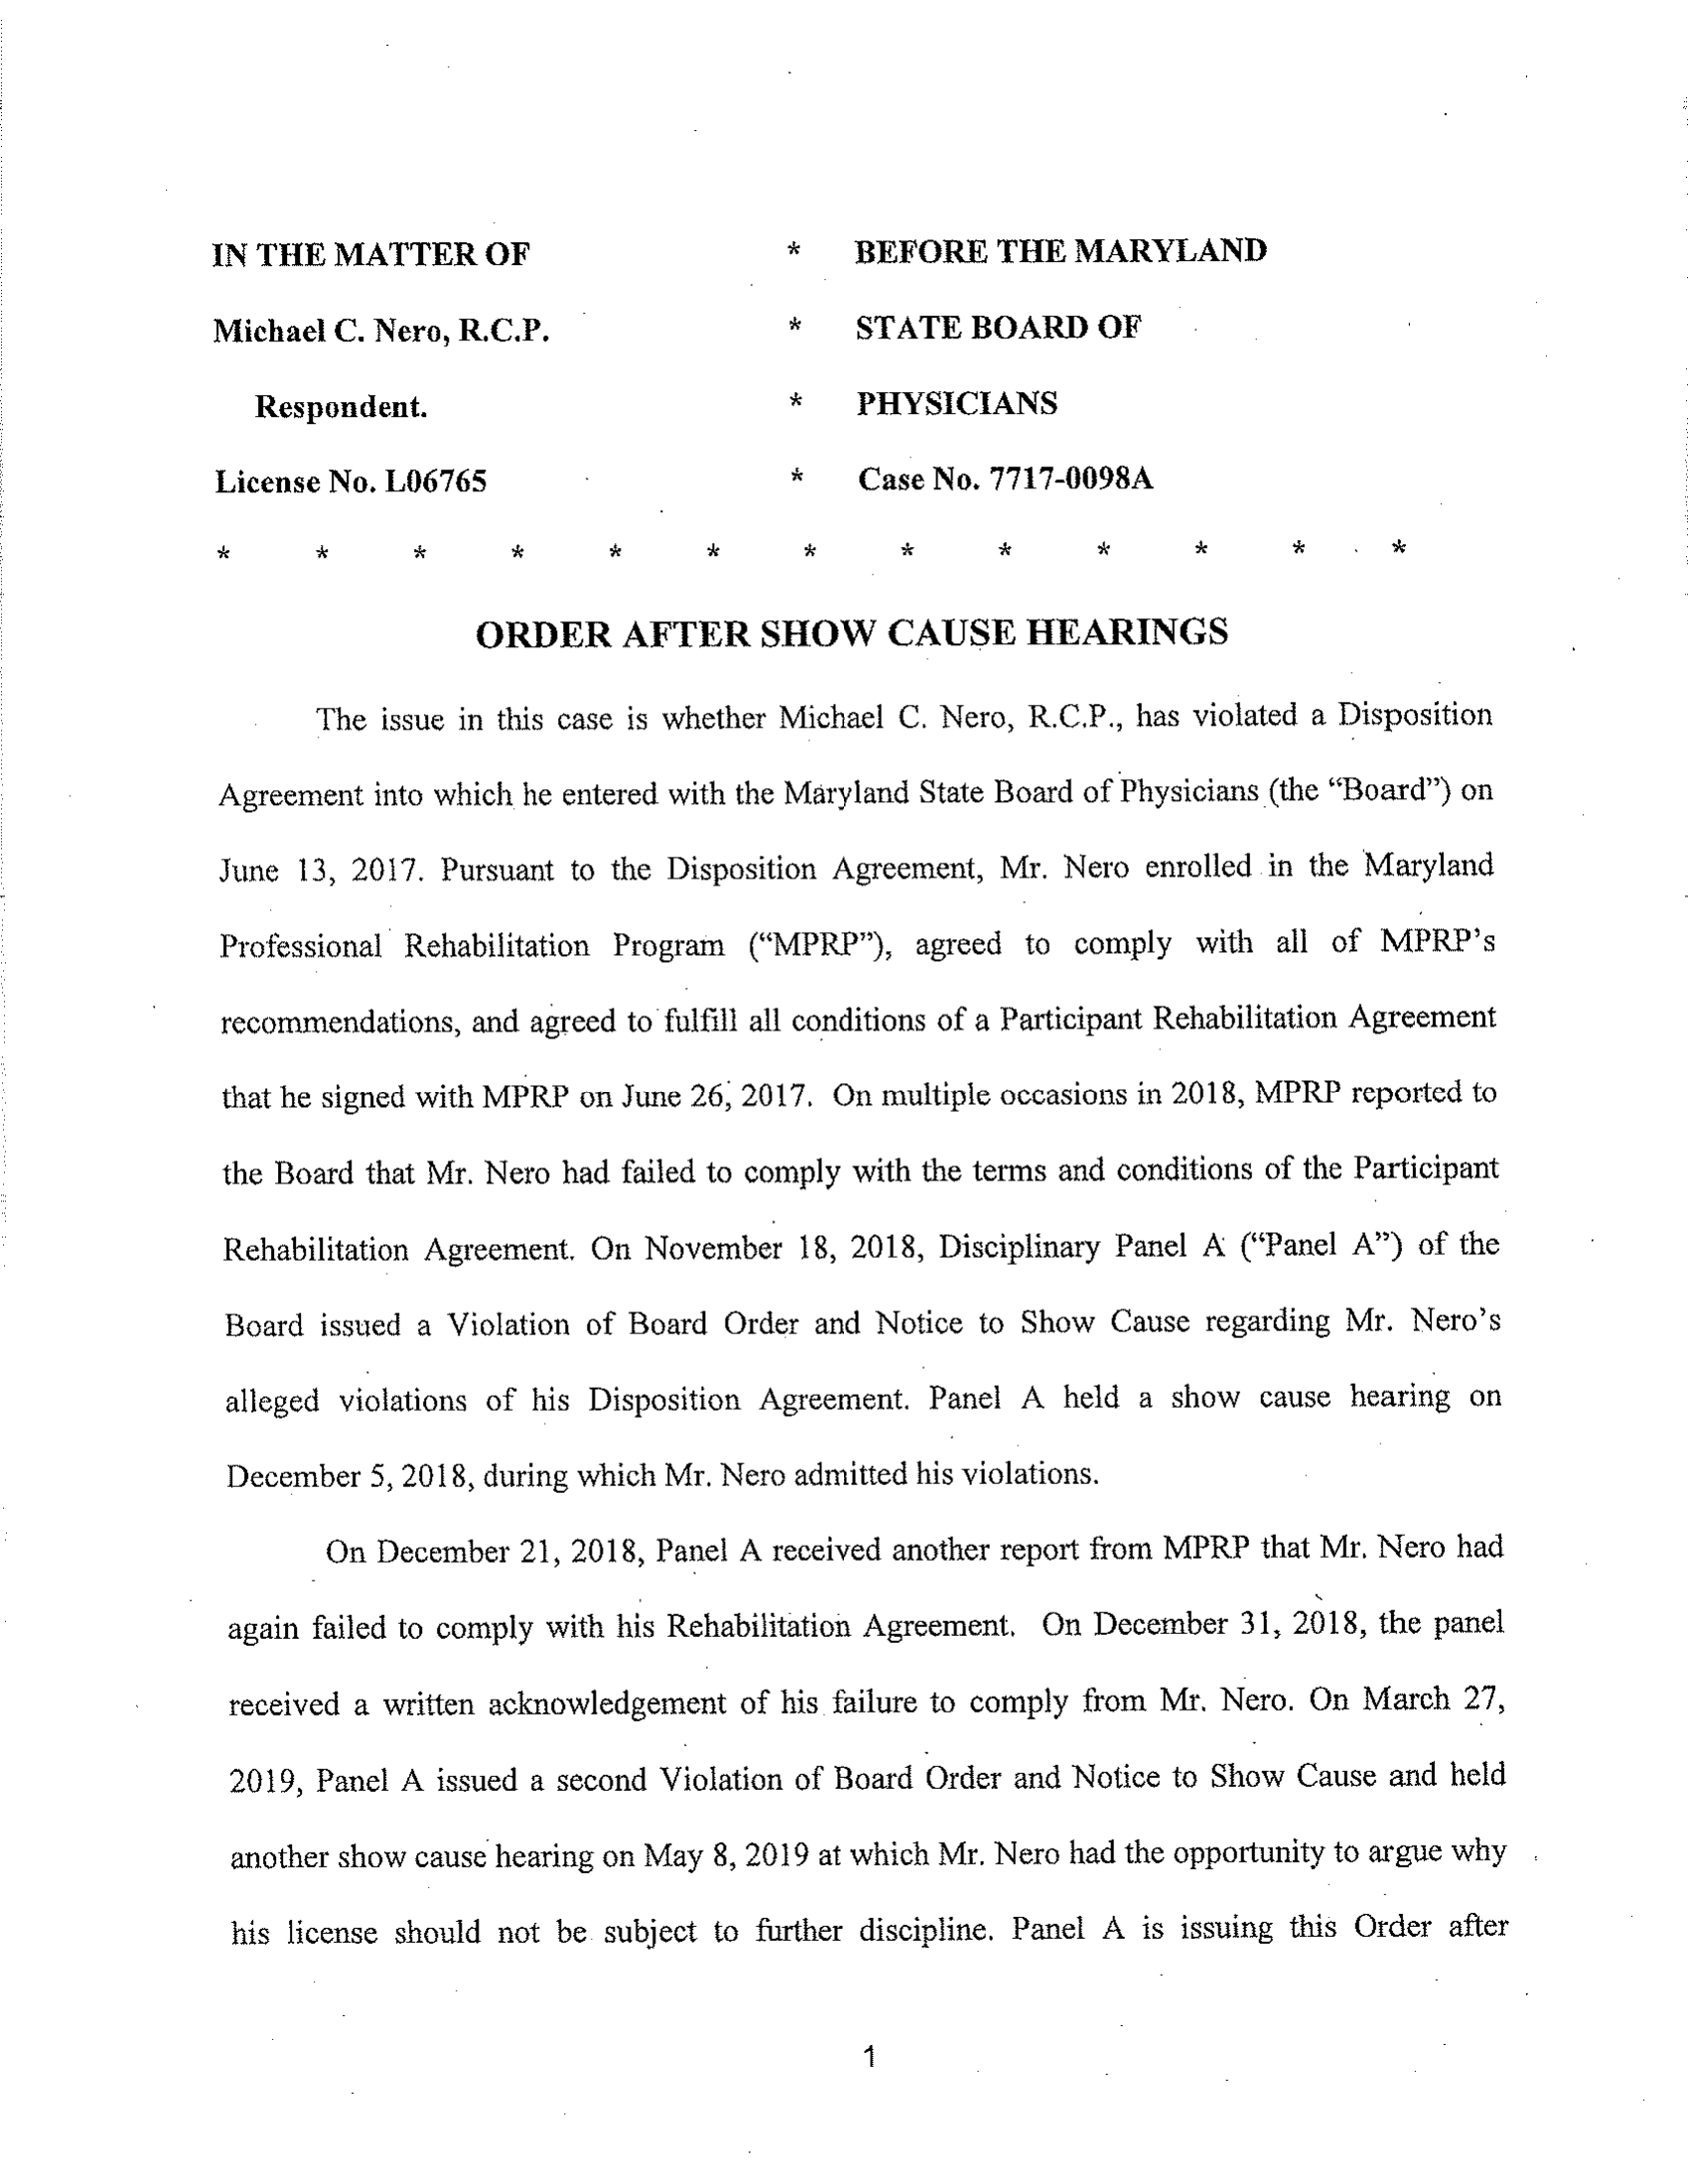 IN THE MATTER OF * BEFORE THE MARYLAND
Michael C. Nero, R.C.P. * STATE BOARD OF
Respondent. * PHYSICIANS
License No. L06765 * Case No. 7717-0098A
* * * * * * * * * * * * *
ORDER AFTER SHOW CAUSE HEARINGS
The issue in this case is whether Michael C. Nero, R.C.P., has violated a Disposition
Agreement into which he entered with the Maryland State Board of Physicians (the “Board”) on
June 13, 2017. Pursuant to the Disposition Agreement, Mr. Nero enrolled in the Maryland
Professional Rehabilitation Program (“MPRP”), agreed to comply with all of MPRP’s
recommendations, and agreed to fulfill all conditions of a Participant Rehabilitation Agreement
that he signed with MPRP on June 26, 2017. On multiple occasions in 2018, MPRP reported to
the Board that Mr. Nero had failed to comply with the terms and conditions of the Participant
Rehabilitation Agreement. On November 18, 2018, Disciplinary Panel A (“Panel A”) of the
Board issued a Violation of Board Order and Notice to Show Cause regarding Mr. Nero’s
alleged violations of his Disposition Agreement. Panel A held a show cause hearing on
December 5, 2018, during which Mr. Nero admitted his violations.
On December 21, 2018, Panel A received another report from MPRP that Mr. Nero had
again failed to comply with his Rehabilitation Agreement. On December 31, 2018, the panel
received a written acknowledgement of his failure to comply from Mr. Nero. On March 27,
2019, Panel A issued a second Violation of Board Order and Notice to Show Cause and held
another show cause hearing on May 8, 2019 at which Mr. Nero had the opportunity to argue why
his license should not be subject to further discipline. Panel A is issuing this Order after
1